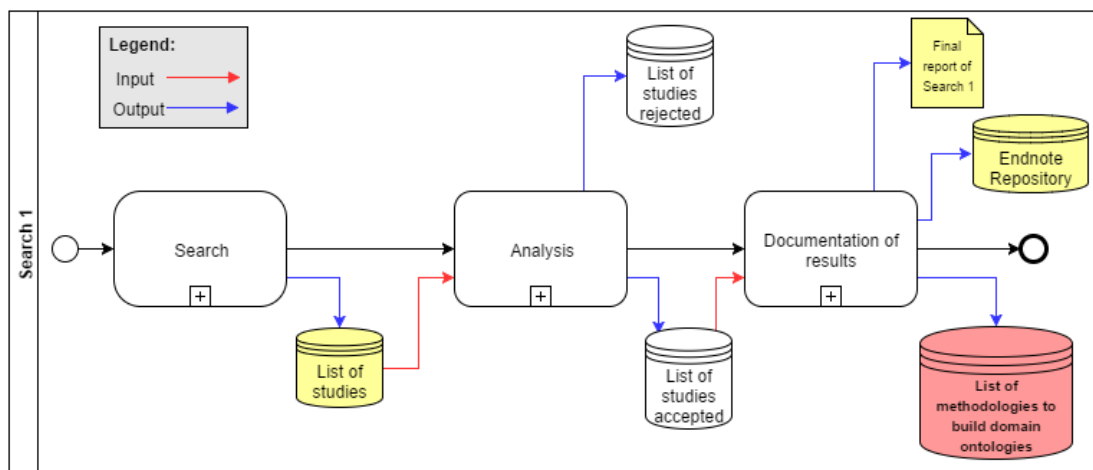 Search 1
Legend:
Input
Output
List of
studies
rejected
Final
report of
Search 1
Endnote
Repository
Search
Analysis
Documentation of
results
List of
studies
List of
studies
accepted
List of
methodologies to
build domain
ontologies